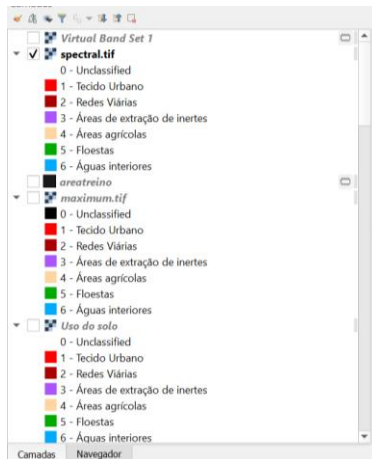 Virtual Band Set 1
spectral.tif
0 - Unclassified
1 - Tecido Urbano
2 - Redes Viárias
3 - Áreas de extração de inertes
4 - Áreas agrícolas
5 - Floestas
6 - Águas interiores
areatreino
maximum.tif
0 - Unclassified
1 - Tecido Urbano
2 - Redes Viárias
3 - Áreas de extração de inertes
4 - Áreas agrícolas
5 - Floestas
6 - Águas interiores
Uso do solo
0 - Unclassified
1 - Tecido Urbano
2 - Redes Viárias
3 - Áreas de extração de inertes
4 - Áreas agrícolas
5 - Floestas
6 - Águas interiores
Camadas Navegador